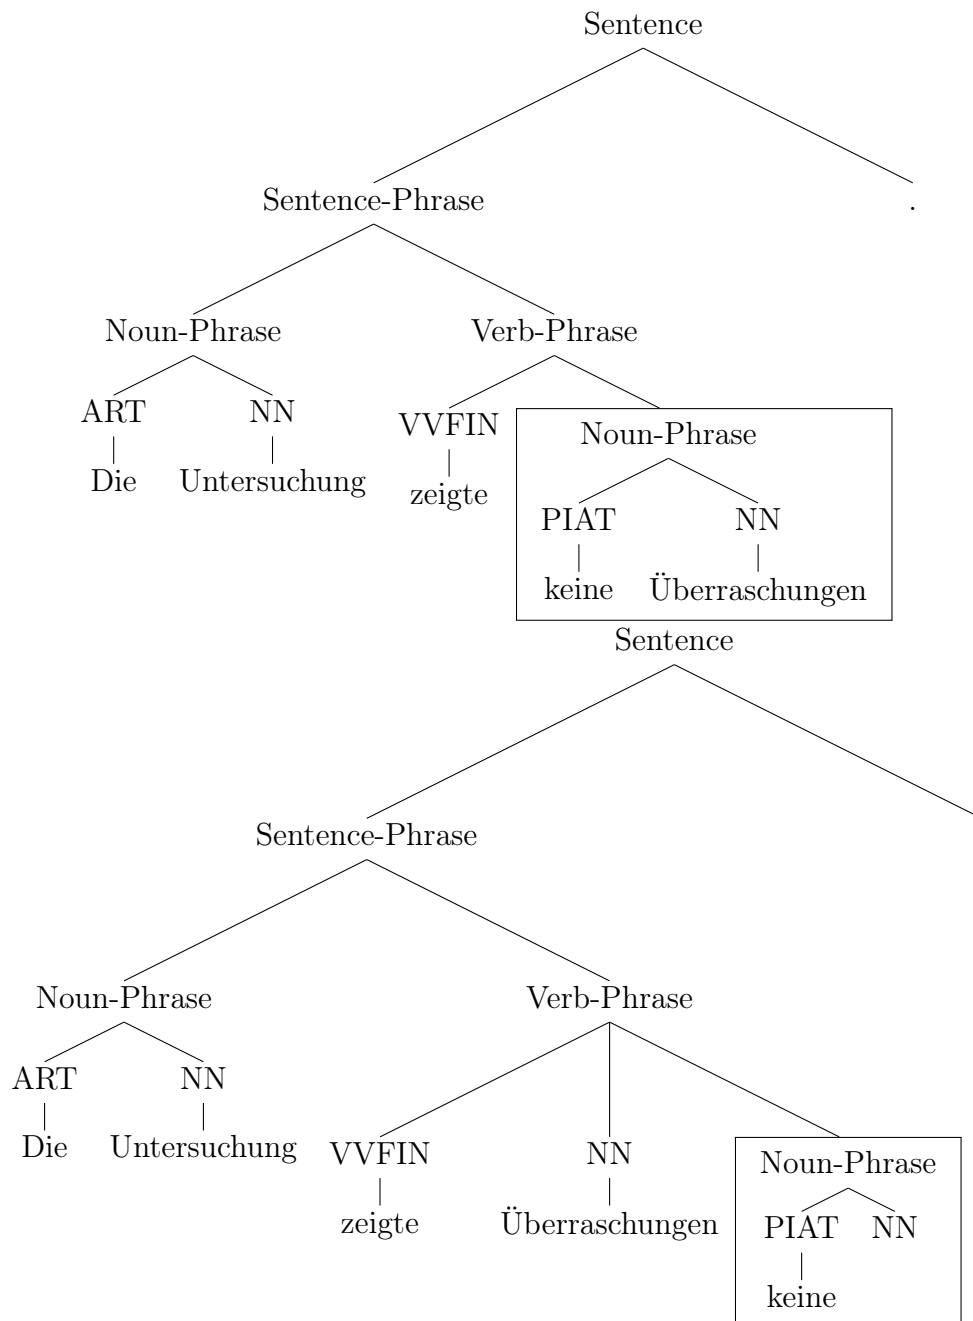 Sentence
Sentence-Phrase .
Noun-Phrase Verb-Phrase
ART NN VVFIN Noun-Phrase
Die Untersuchung zeigte
PIAT NN
keine Überraschungen
Sentence
Sentence-Phrase
Noun-Phrase Verb-Phrase
ART NN
Die Untersuchung VVFIN NN Noun-Phrase
zeigte Überraschungen PIAT NN
keine